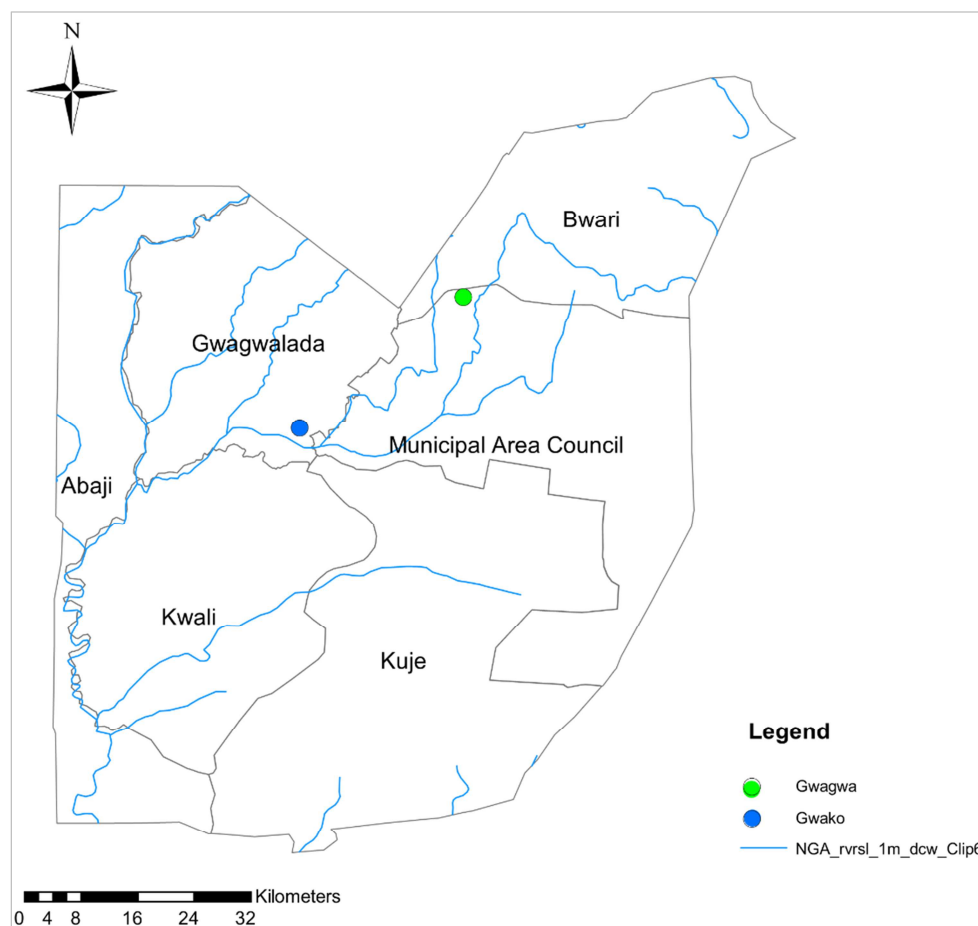 N
Bwari
Gwagwalada
Municipal Area Council
Abaji
Kwali
Kuje
Legend
Gwagwa
Gwako
NGA_rvrsl_1m_dcw_Clip6
Kilometers
0 4 8 16 24 32